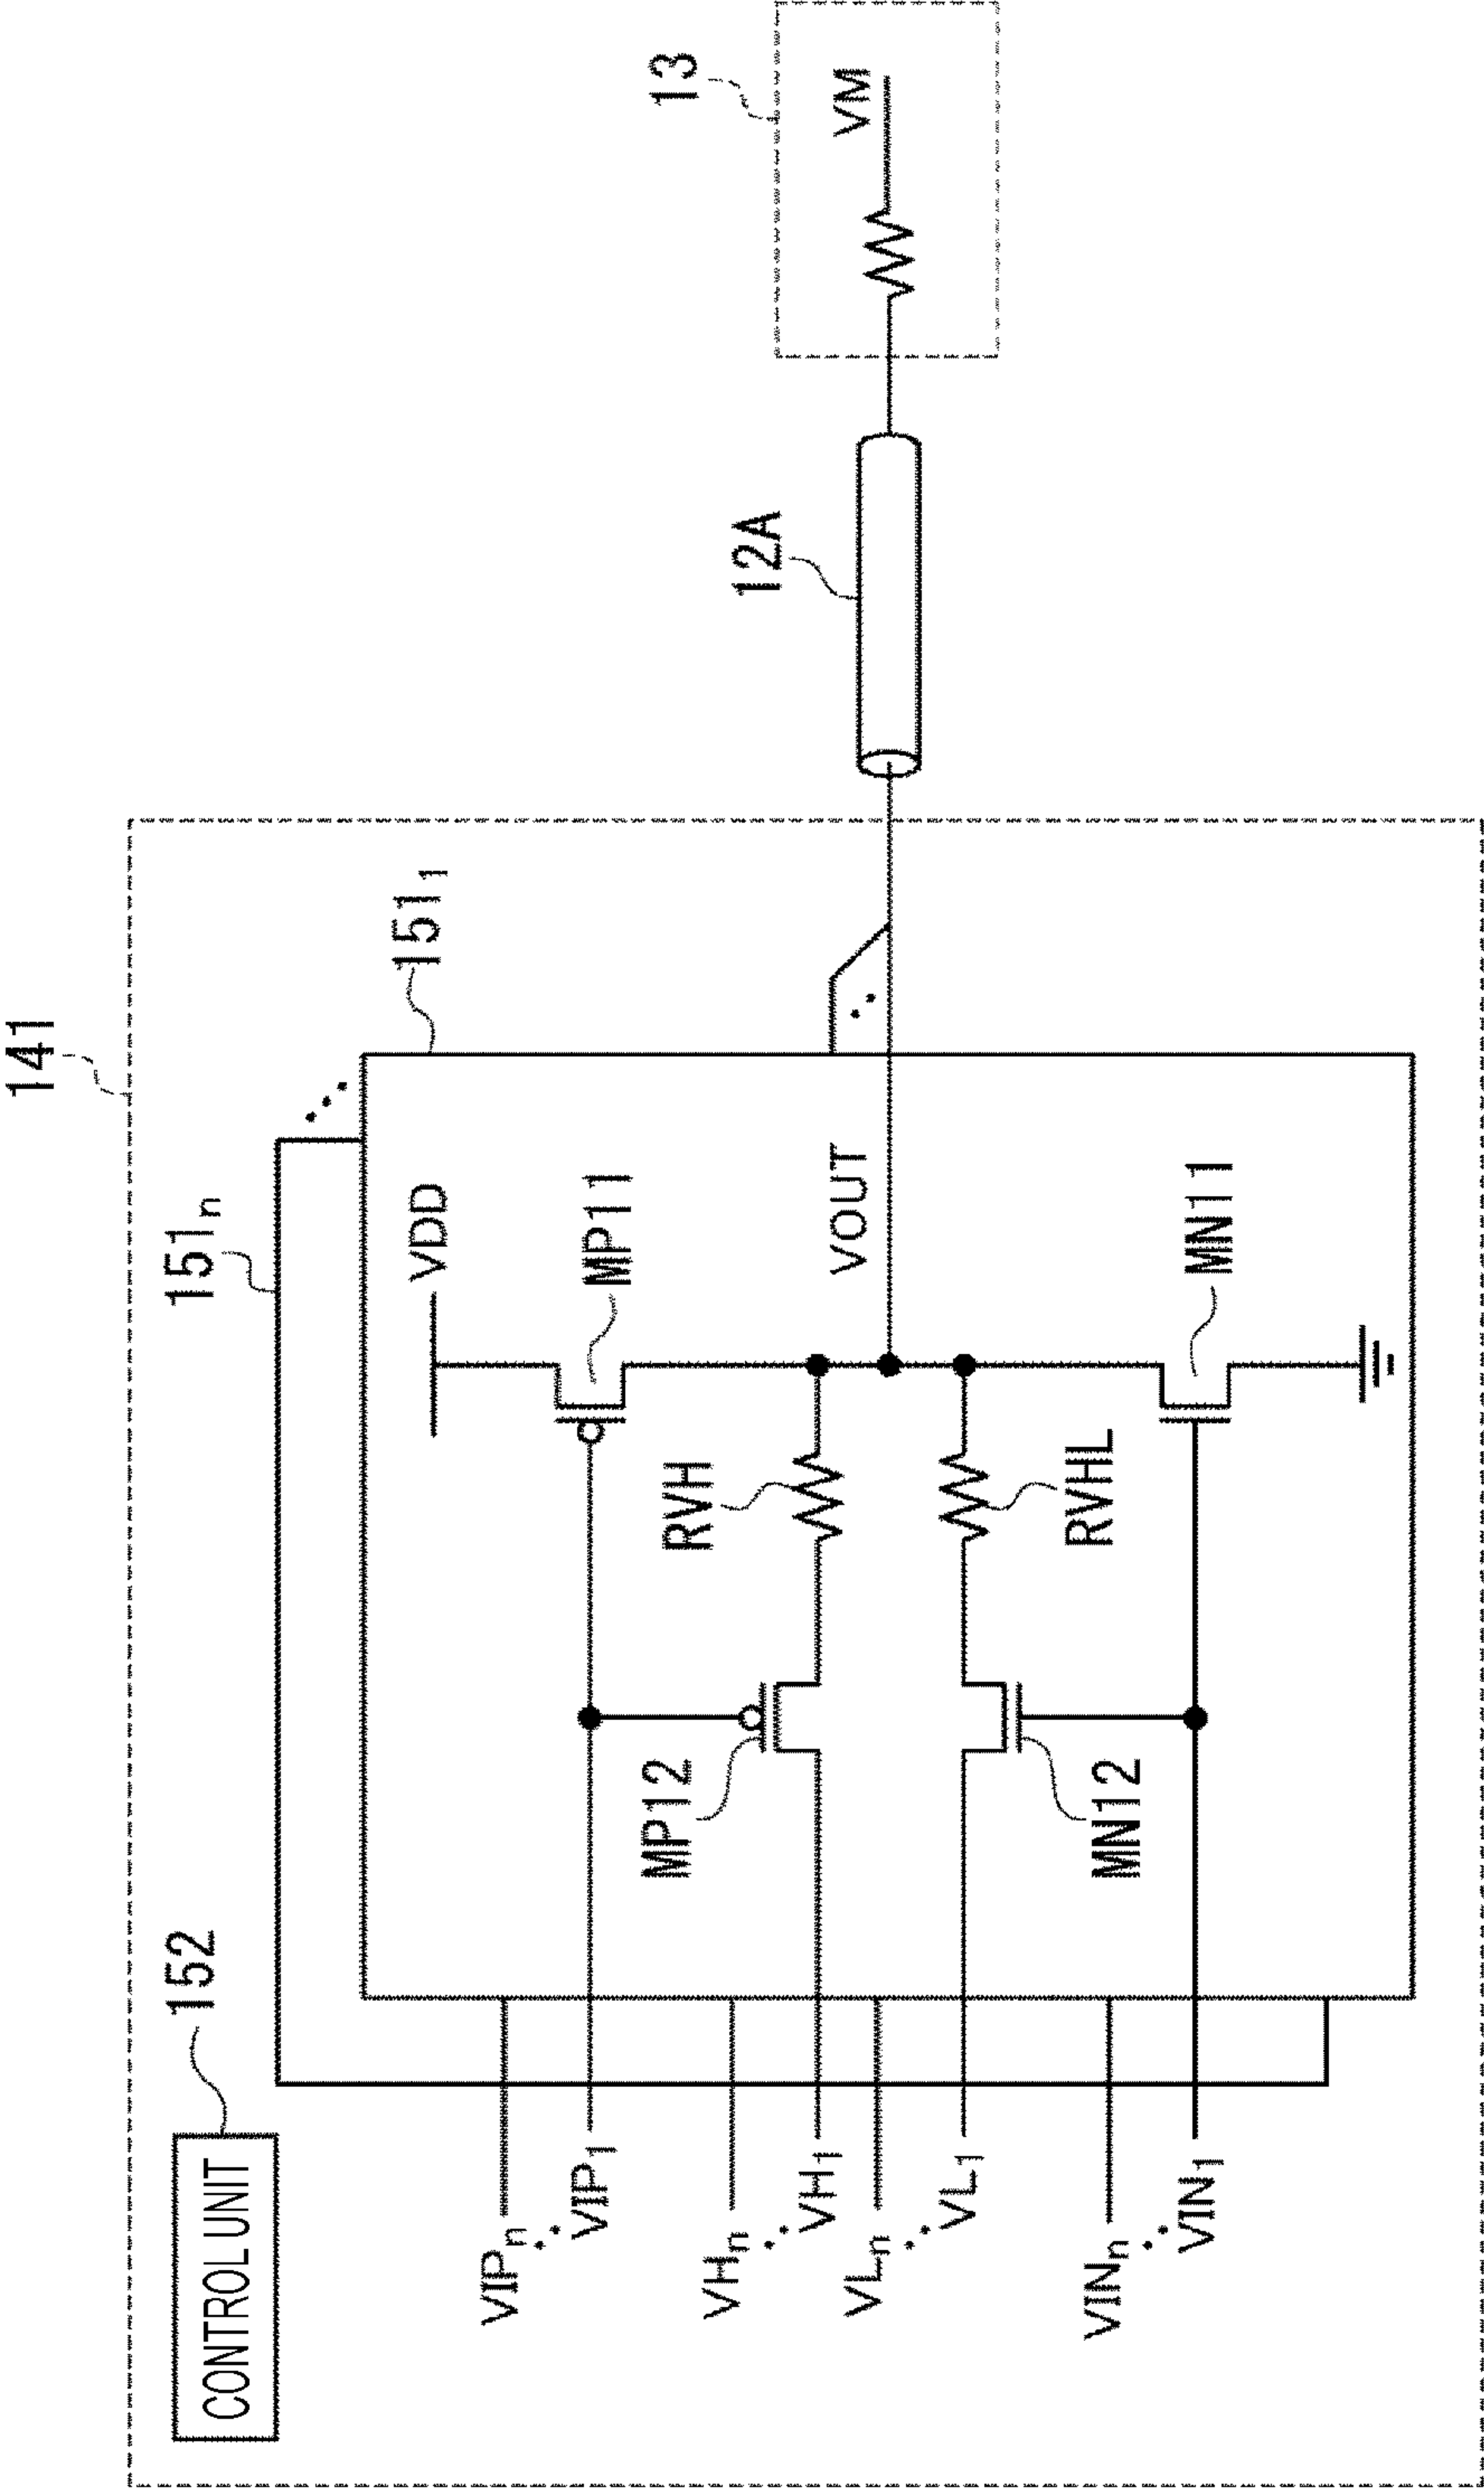 141
152
CONTROL UNIT
151n
1511
13
VM
12A
VDD
MP11
VIPn
VIP1
RVH
MP12
VHn
VH1
VOUT
VLn
VL1
RVHL
MN12
MN11
VINn
VIN1